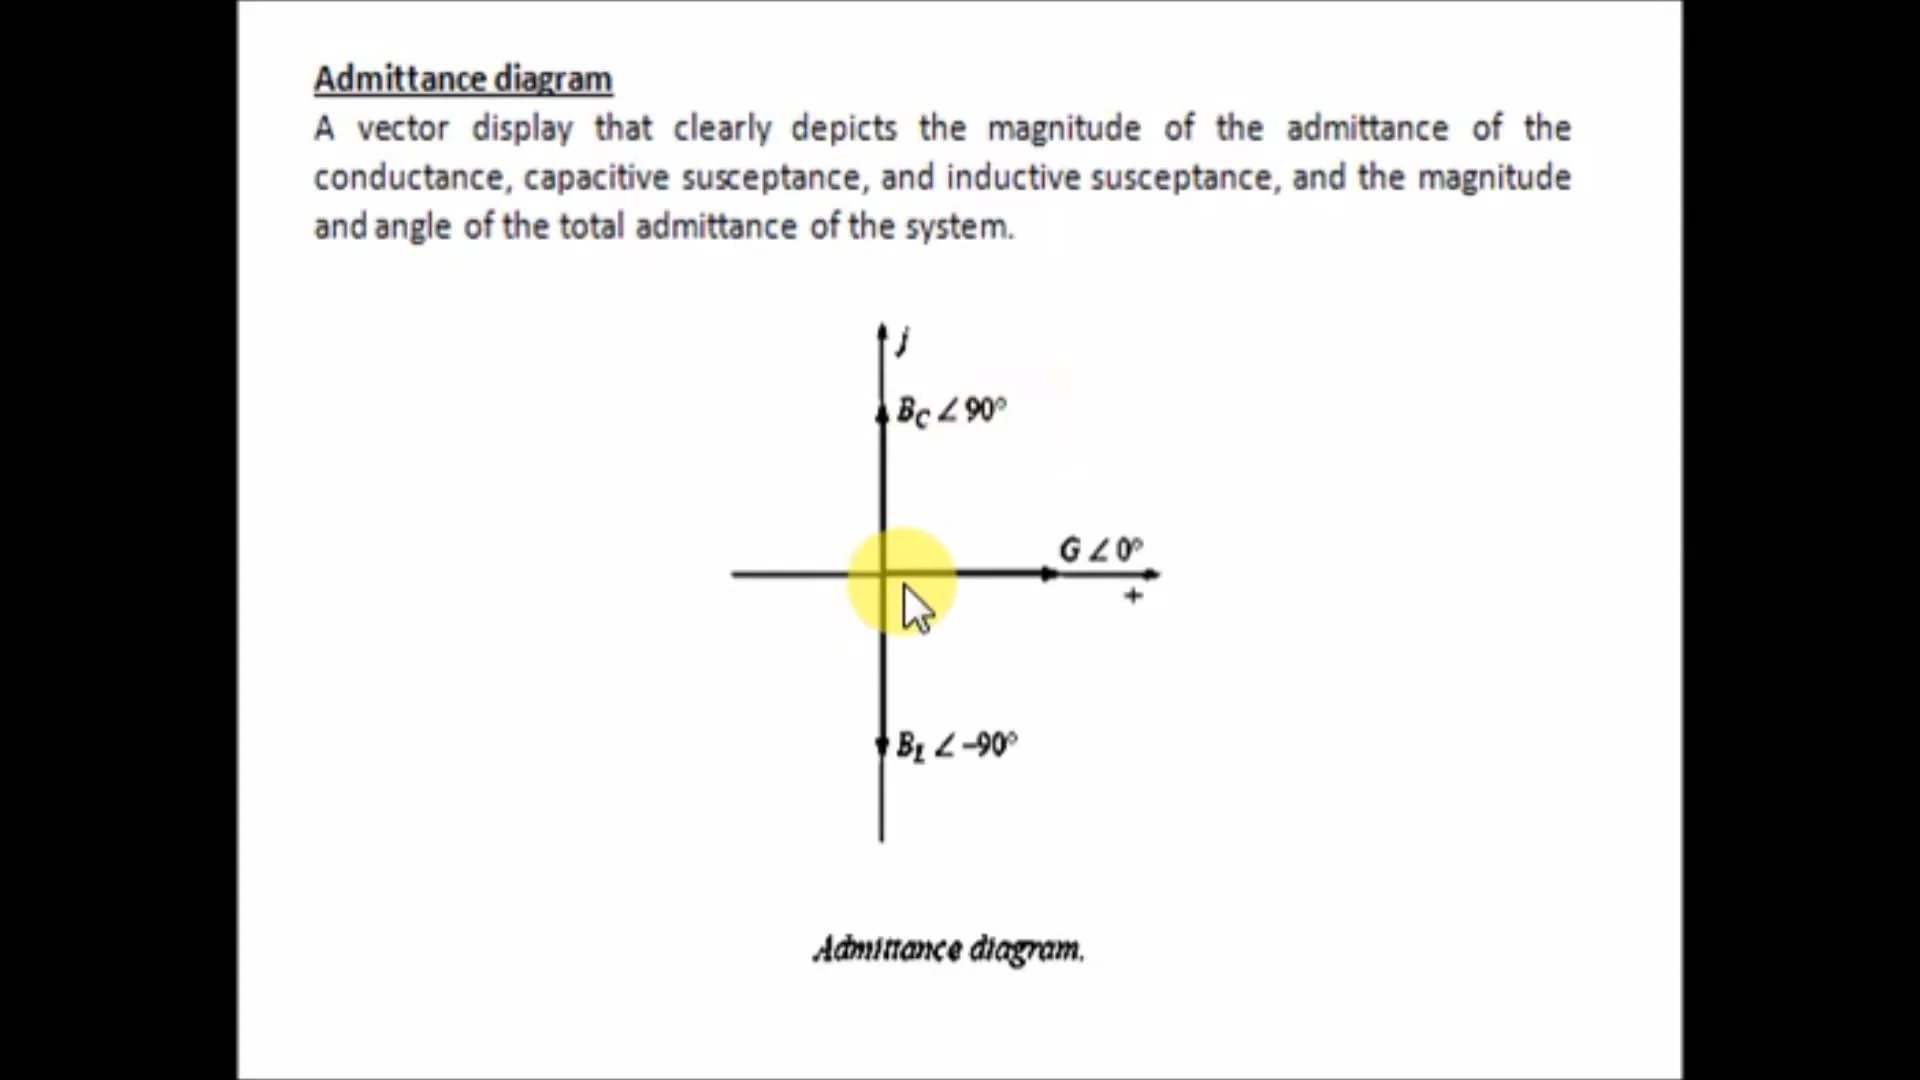 Admittance diagram
A vector display that clearly depicts the magnitude of the admittance of the
conductance, capacitive susceptance, and inductive susceptance, and the magnitude
and angle of the total admittance of the system.
j
B_C ∠ 90°
G ∠ 0°
+
B_L ∠ –90°
Admittance diagram.